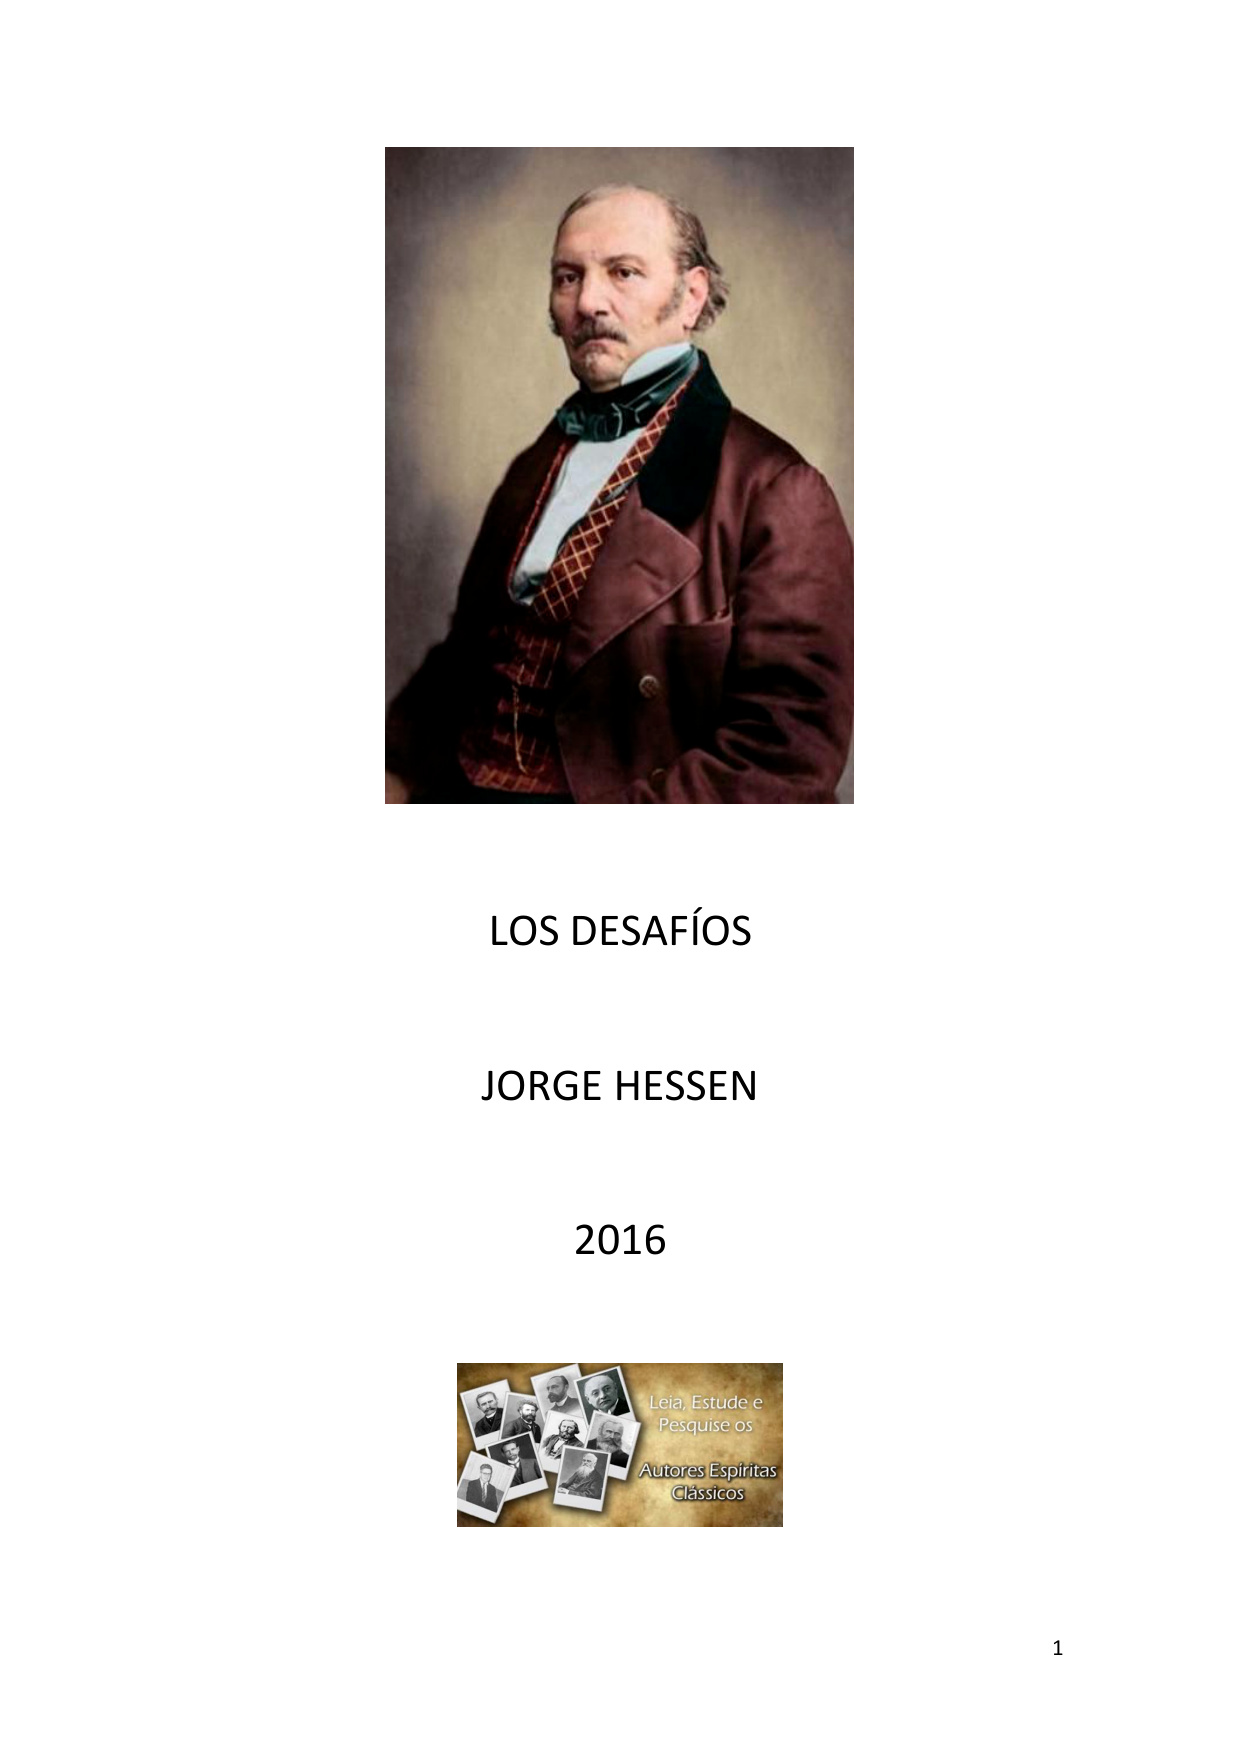 LOS DESAFÍOS
JORGE HESSEN
2016
Leia, Estude e
Pesquise os
Autores Espíritas
Clássicos
1